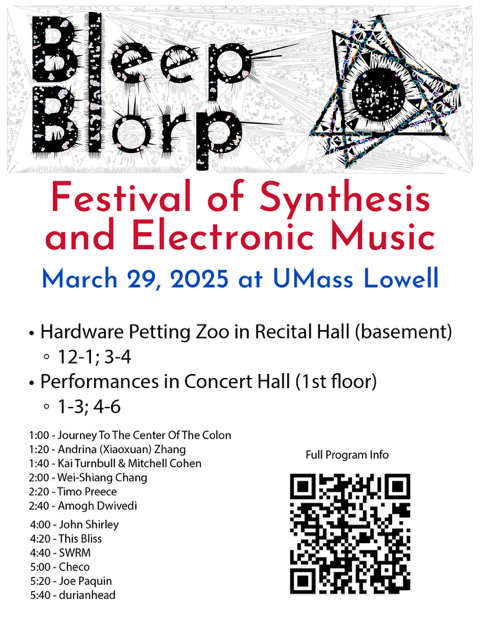 Bleep
Blorp
Festival of Synthesis
and Electronic Music
March 29, 2025 at UMass Lowell
• Hardware Petting Zoo in Recital Hall (basement)
◦ 12-1; 3-4
• Performances in Concert Hall (1st floor)
◦ 1-3; 4-6
1:00 - Journey To The Center Of The Colon
1:20 - Andrina (Xiaoxuan) Zhang
1:40 - Kai Turnbull & Mitchell Cohen
2:00 - Wei-Shiang Chang
2:20 - Timo Preece
2:40 - Amogh Dwivedi
4:00 - John Shirley
4:20 - This Bliss
4:40 - SWRM
5:00 - Checo
5:20 - Joe Paquin
5:40 - durianhead
Full Program Info